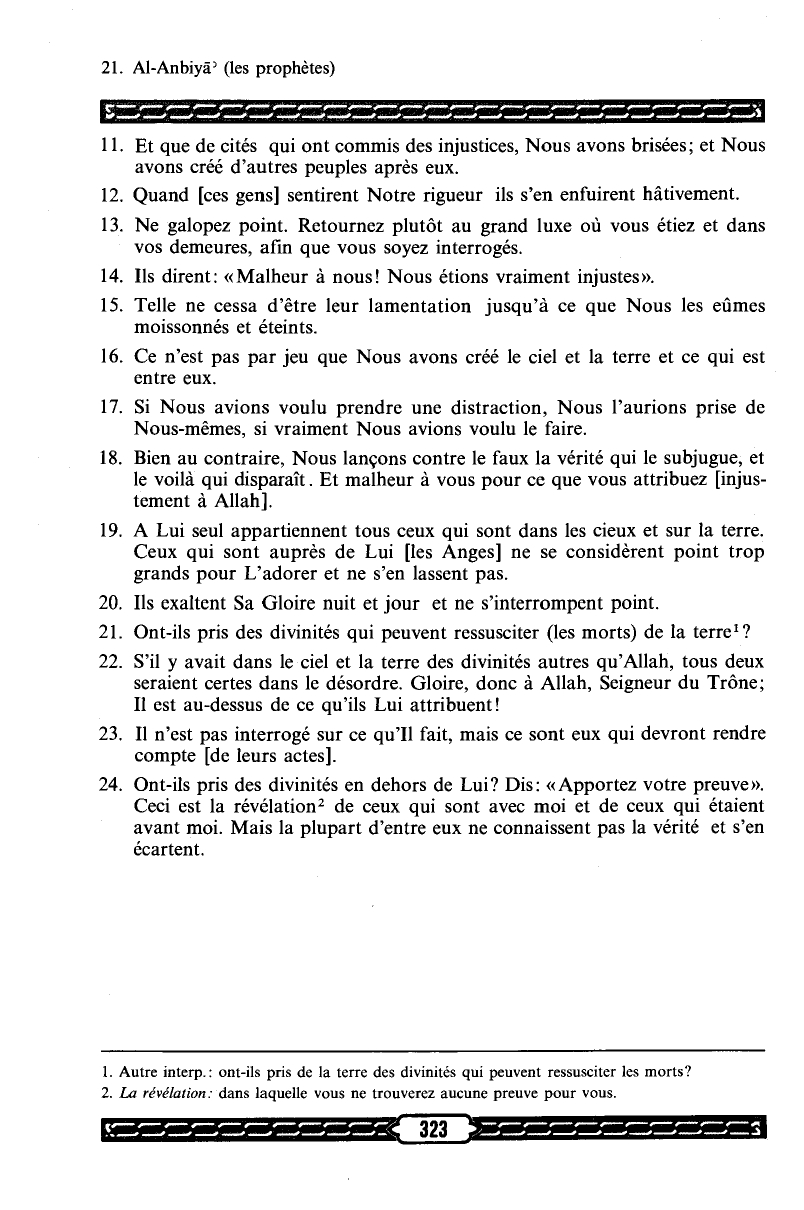 21. Al-Anbiyāʾ (les prophètes)
11. Et que de cités qui ont commis des injustices, Nous avons brisées; et Nous
avons créé d'autres peuples après eux.
12. Quand [ces gens] sentirent Notre rigueur ils s'en enfuirent hâtivement.
13. Ne galopez point. Retournez plutôt au grand luxe où vous étiez et dans
vos demeures, afin que vous soyez interrogés.
14. Ils dirent: «Malheur à nous! Nous étions vraiment injustes».
15. Telle ne cessa d'être leur lamentation jusqu'à ce que Nous les eûmes
moissonnés et éteints.
16. Ce n'est pas par jeu que Nous avons créé le ciel et la terre et ce qui est
entre eux.
17. Si Nous avions voulu prendre une distraction, Nous l'aurions prise de
Nous-mêmes, si vraiment Nous avions voulu le faire.
18. Bien au contraire, Nous lançons contre le faux la vérité qui le subjugue, et
le voilà qui disparaît. Et malheur à vous pour ce que vous attribuez [injus-
tement à Allah].
19. A Lui seul appartiennent tous ceux qui sont dans les cieux et sur la terre.
Ceux qui sont auprès de Lui [les Anges] ne se considèrent point trop
grands pour L'adorer et ne s'en lassent pas.
20. Ils exaltent Sa Gloire nuit et jour et ne s'interrompent point.
21. Ont-ils pris des divinités qui peuvent ressusciter (les morts) de la terre¹?
22. S'il y avait dans le ciel et la terre des divinités autres qu'Allah, tous deux
seraient certes dans le désordre. Gloire, donc à Allah, Seigneur du Trône;
Il est au-dessus de ce qu'ils Lui attribuent!
23. Il n'est pas interrogé sur ce qu'Il fait, mais ce sont eux qui devront rendre
compte [de leurs actes].
24. Ont-ils pris des divinités en dehors de Lui? Dis: «Apportez votre preuve».
Ceci est la révélation² de ceux qui sont avec moi et de ceux qui étaient
avant moi. Mais la plupart d'entre eux ne connaissent pas la vérité et s'en
écartent.
1. Autre interp.: ont-ils pris de la terre des divinités qui peuvent ressusciter les morts?
2. La révélation: dans laquelle vous ne trouverez aucune preuve pour vous.
323